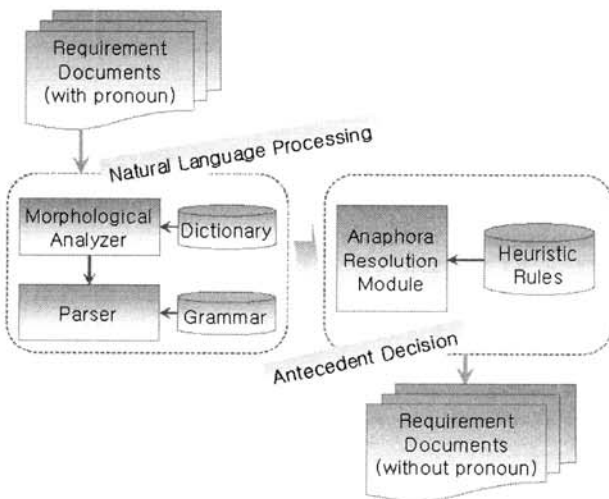 Requirement
Documents
(with pronoun)
Natural Language Processing
Morphological
Analyzer
Dictionary
Parser
Grammar
Anaphora
Resolution
Module
Heuristic
Rules
Antecedent Decision
Requirement
Documents
(without pronoun)